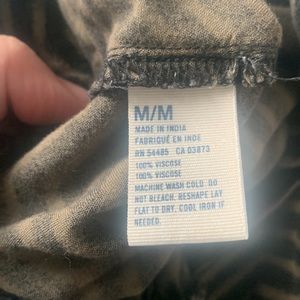 M/M
MADE IN INDIA
FABRIQUÉ EN INDE
RN 54485 CA 03873
100% VISCOSE
100% VISCOSE
MACHINE WASH COLD. DO
NOT BLEACH. RESHAPE LAY
FLAT TO DRY. COOL IRON IF
NEEDED.